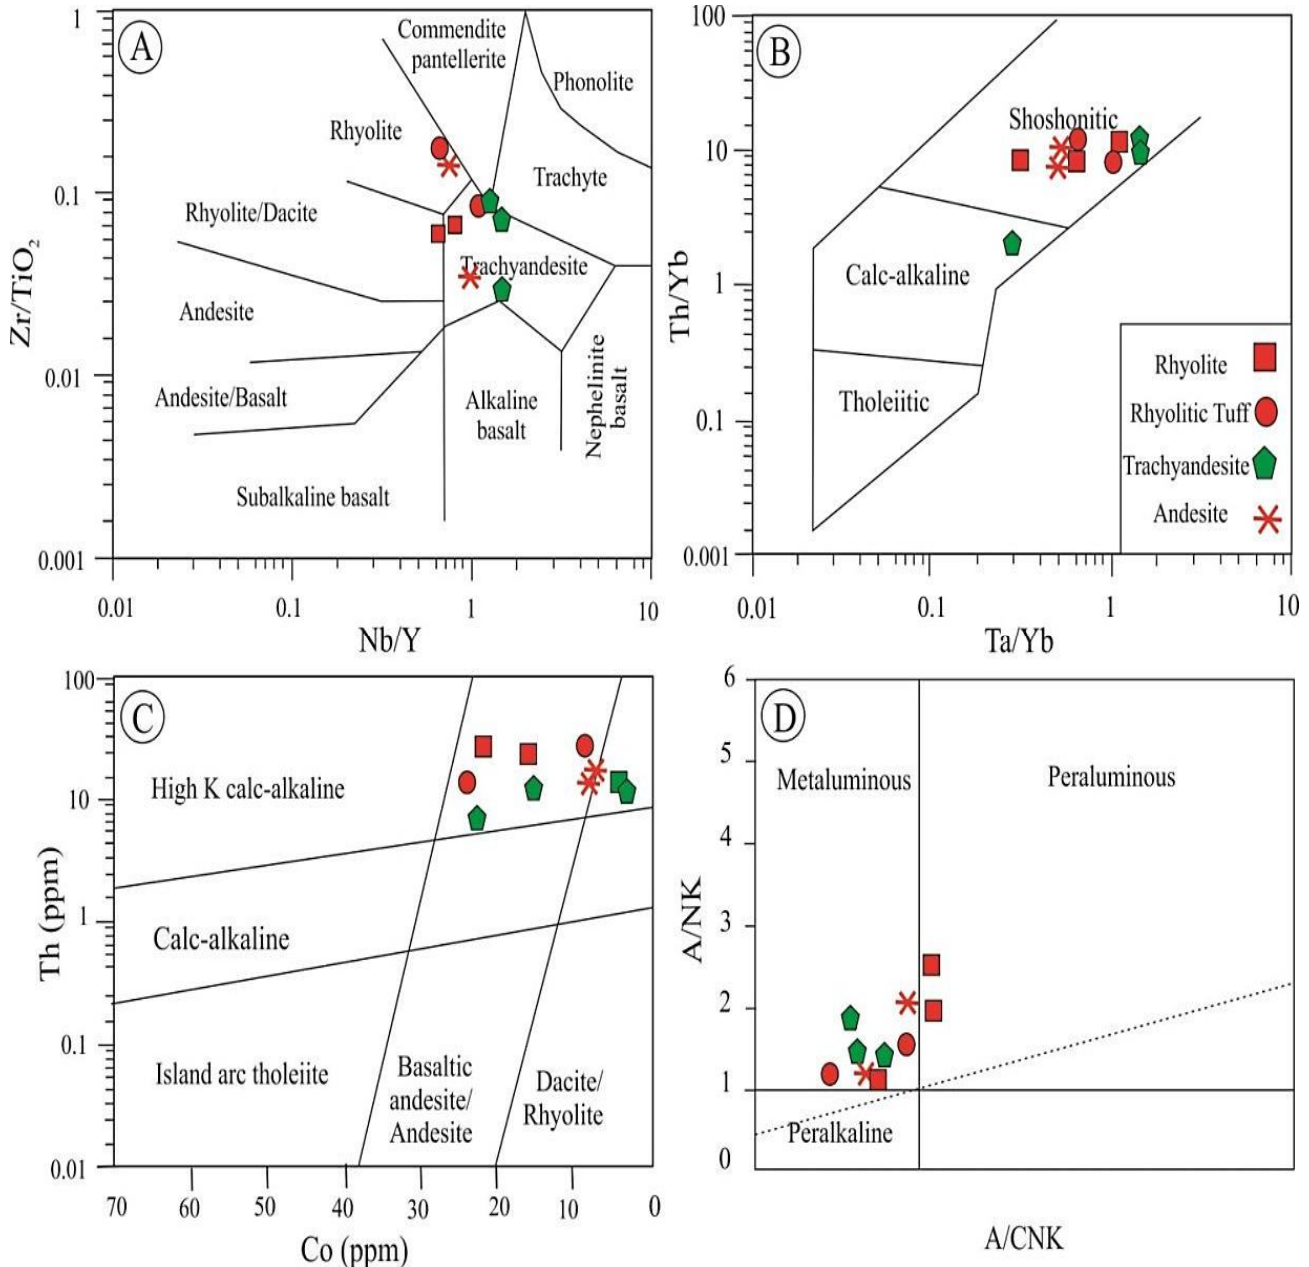 A
1
0.1
0.01
0.001
Zr/TiO2
Commendite
pantellerite
Phonolite
Rhyolite
Trachyte
Rhyolite/Dacite
Trachyandesite
Andesite
Andesite/Basalt
Alkaline
basalt
Nephelinite
basalt
Subalkaline basalt
0.01
0.1
1
10
Nb/Y
B
100
10
1
0.1
0.001
Th/Yb
Shoshonitic
Calc-alkaline
Tholeiitic
Rhyolite
Rhyolitic Tuff
Trachyandesite
Andesite
0.01
0.1
1
10
Ta/Yb
C
100
10
1
0.1
0.01
Th (ppm)
High K calc-alkaline
Calc-alkaline
Island arc tholeiite
Basaltic
andesite/
Andesite
Dacite/
Rhyolite
70
60
50
40
30
20
10
0
Co (ppm)
D
6
5
4
3
2
1
0
A/NK
Metaluminous
Peraluminous
Peralkaline
A/CNK